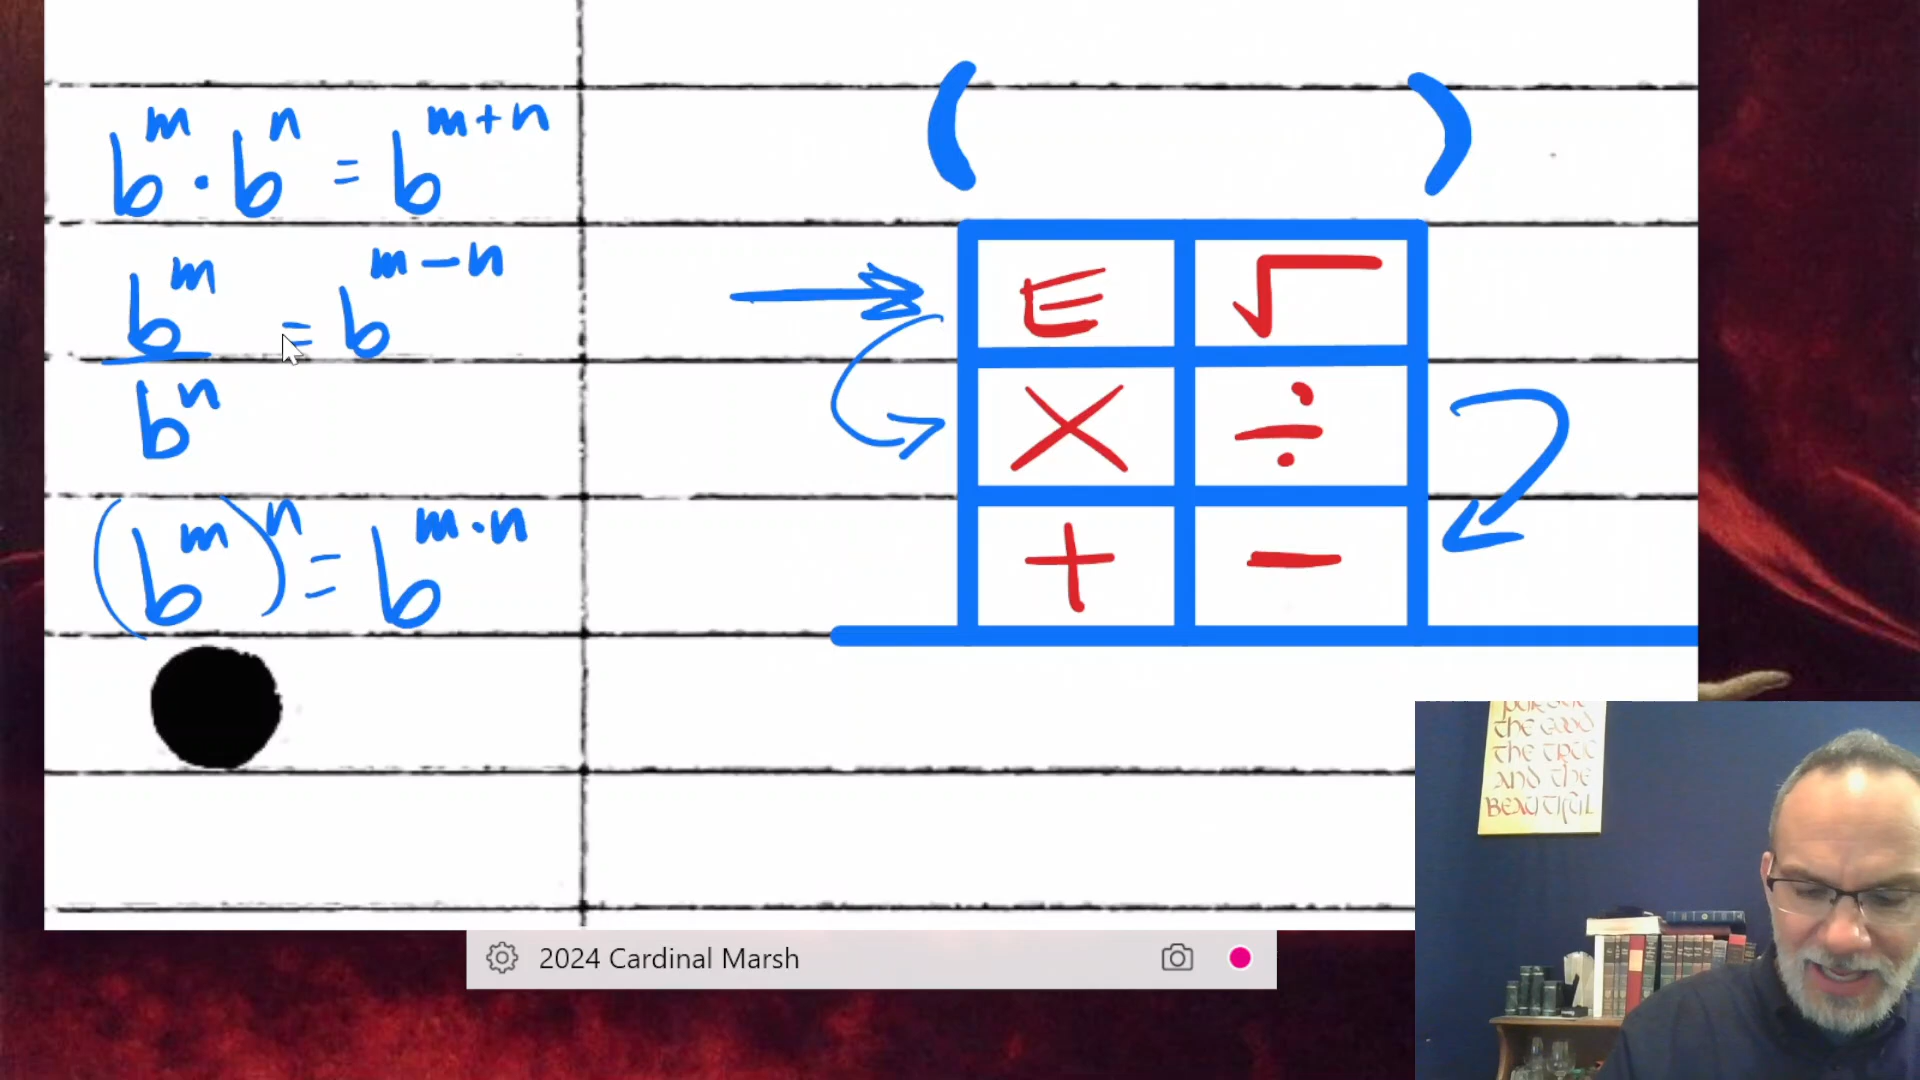 b^m · b^n = b^{m+n}
b^m / b^n = b^{m-n}
(b^m)^n = b^{m·n}
( )
E √
× ÷
+ −
2024 Cardinal Marsh
THE GOOD
THE TRUE
AND THE
BEAUTIFUL